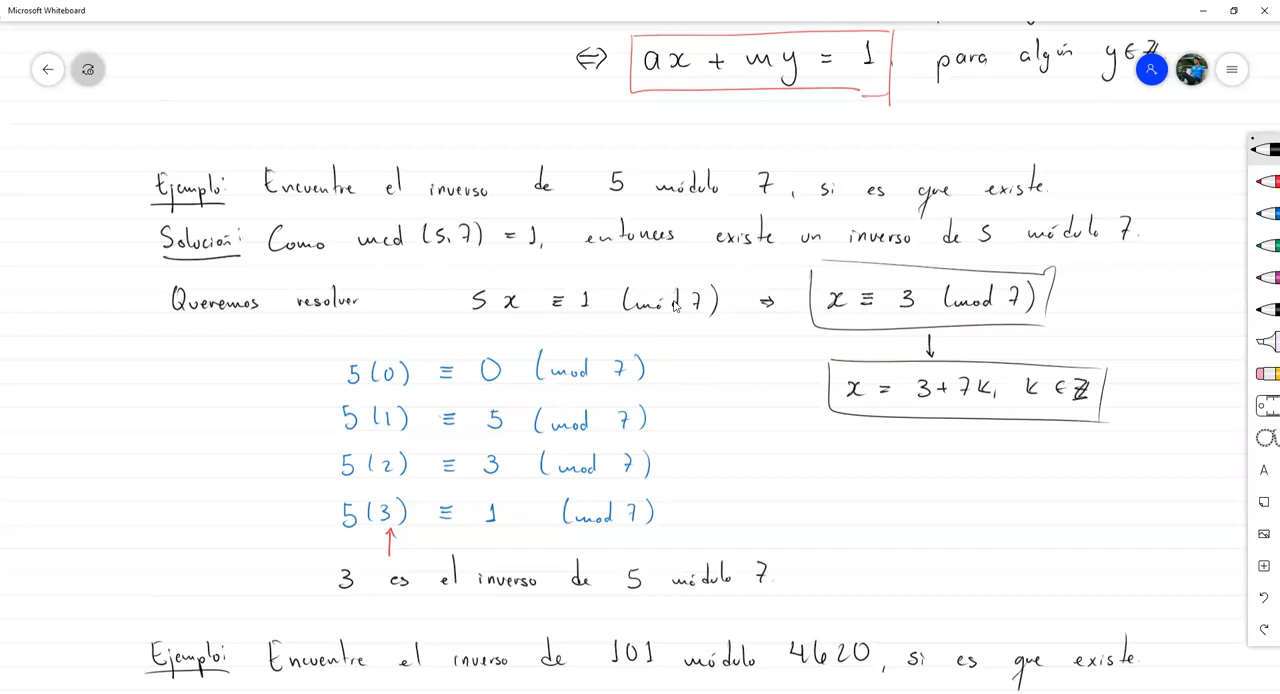 Microsoft Whiteboard
⇔ ax + my = 1 para algún y ∈ ℤ
Ejemplo: Encuentre el inverso de 5 módulo 7, si es que existe.
Solución: Como mcd (5,7) = 1, entonces existe un inverso de 5 módulo 7.
Queremos resolver 5x ≡ 1 (mód 7) ⇒ x ≡ 3 (mod 7)
↓
5(0) ≡ 0 (mod 7) x = 3+7k, k ∈ ℤ
5(1) ≡ 5 (mod 7)
5(2) ≡ 3 (mod 7)
5(3) ≡ 1 (mod 7)
3 es el inverso de 5 módulo 7.
Ejemplo: Encuentre el inverso de 101 módulo 4620, si es que existe.